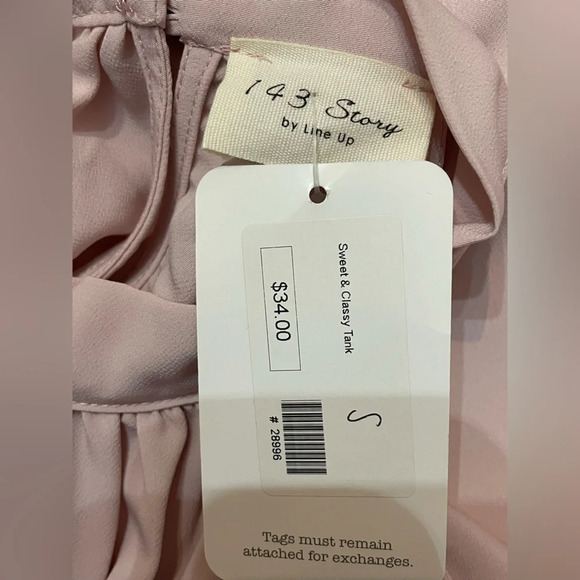 143 Story
by Line Up
Sweet & Classy Tank
$34.00
S
# 28996
Tags must remain
attached for exchanges.